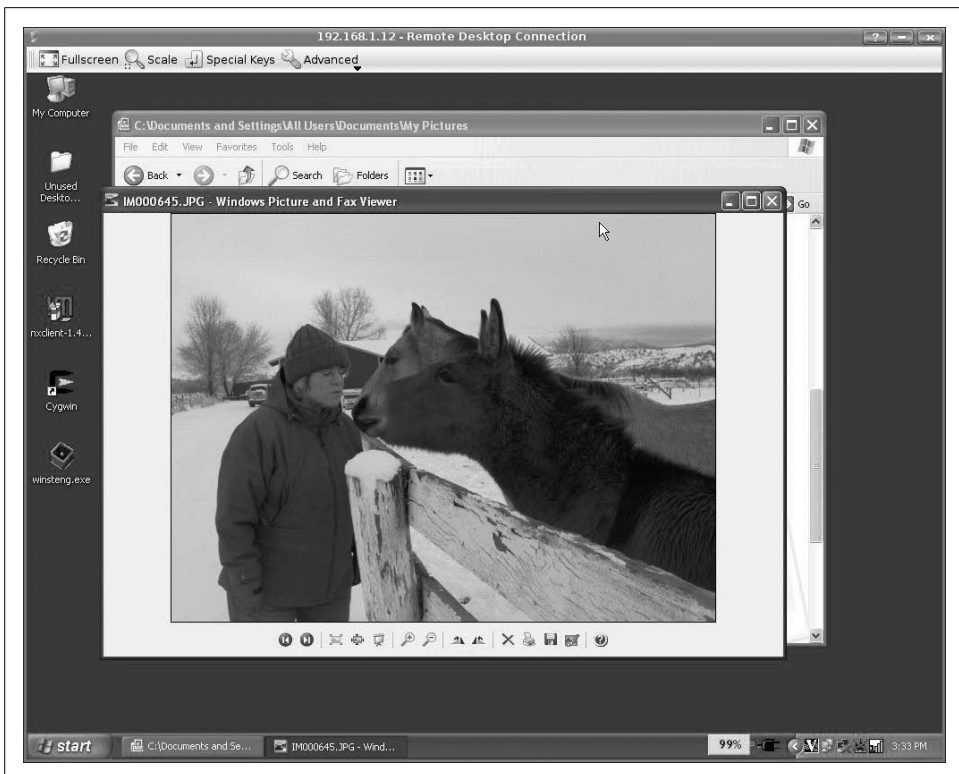 192.168.1.12 - Remote Desktop Connection
Fullscreen Scale Special Keys Advanced
My Computer
C:\Documents and Settings\All Users\Documents\My Pictures
File Edit View Favorites Tools Help
Back Search Folders
Go
Unused
Deskto...
IM000645.JPG - Windows Picture and Fax Viewer
Recycle Bin
nxclient-1.4...
Cygwin
winsteng.exe
start C:\Documents and Se... IM000645.JPG - Wind... 99% 3:33 PM